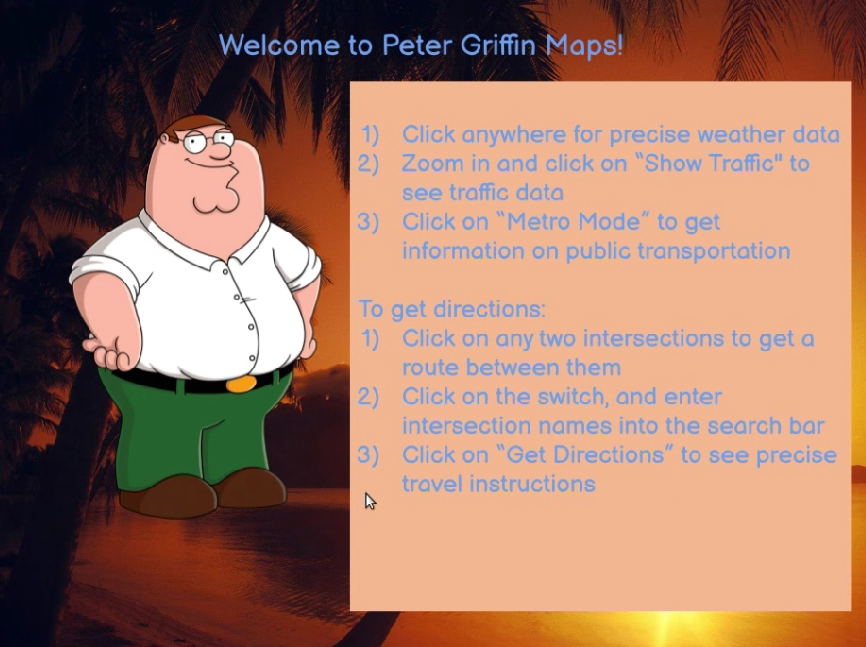 Welcome to Peter Griffin Maps!
1) Click anywhere for precise weather data
2) Zoom in and click on “Show Traffic" to
see traffic data
3) Click on “Metro Mode” to get
information on public transportation
To get directions:
1) Click on any two intersections to get a
route between them
2) Click on the switch, and enter
intersection names into the search bar
3) Click on “Get Directions” to see precise
travel instructions